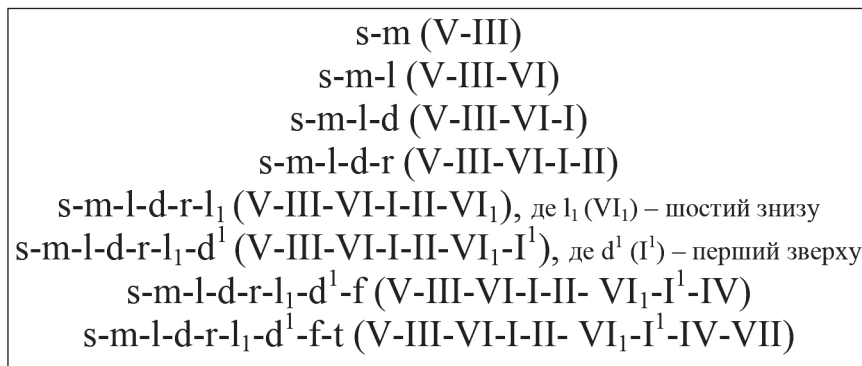 s-m (V-III)
s-m-l (V-III-VI)
s-m-l-d (V-III-VI-I)
s-m-l-d-r (V-III-VI-I-II)
s-m-l-d-r-l₁ (V-III-VI-I-II-VI₁), де l₁ (VI₁) – шостий знизу
s-m-l-d-r-l₁-d¹ (V-III-VI-I-II-VI₁-I¹), де d¹ (I¹) – перший зверху
s-m-l-d-r-l₁-d¹-f (V-III-VI-I-II- VI₁-I¹-IV)
s-m-l-d-r-l₁-d¹-f-t (V-III-VI-I-II- VI₁-I¹-IV-VII)